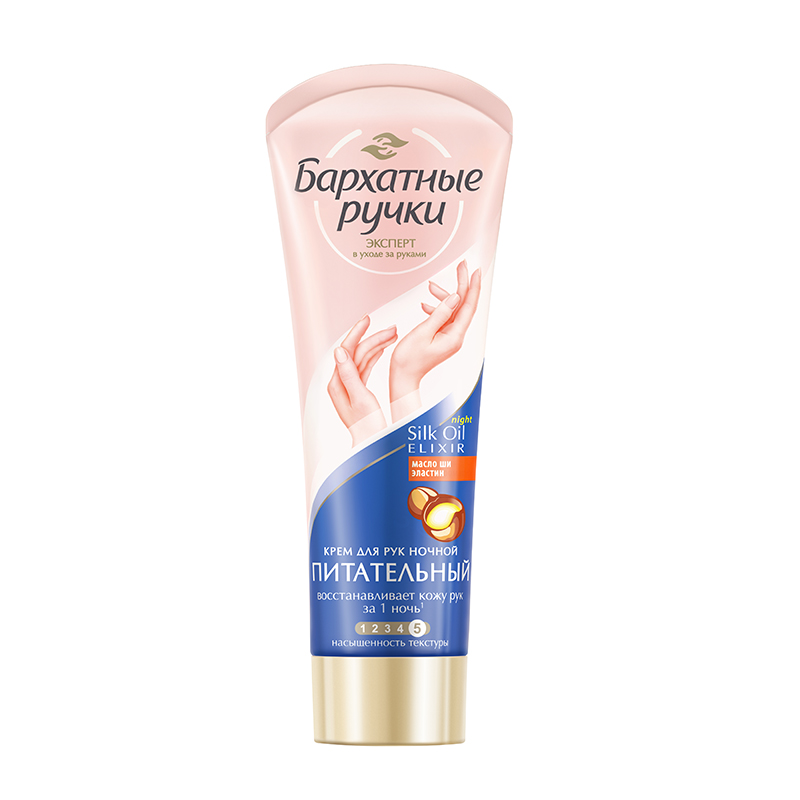 Бархатные
ручки
ЭКСПЕРТ
в уходе за руками
night
Silk Oil
ELIXIR
масло ши
эластин
КРЕМ ДЛЯ РУК НОЧНОЙ
ПИТАТЕЛЬНЫЙ
восстанавливает кожу рук
за 1 ночь¹
1 2 3 4 5
насыщенность текстуры